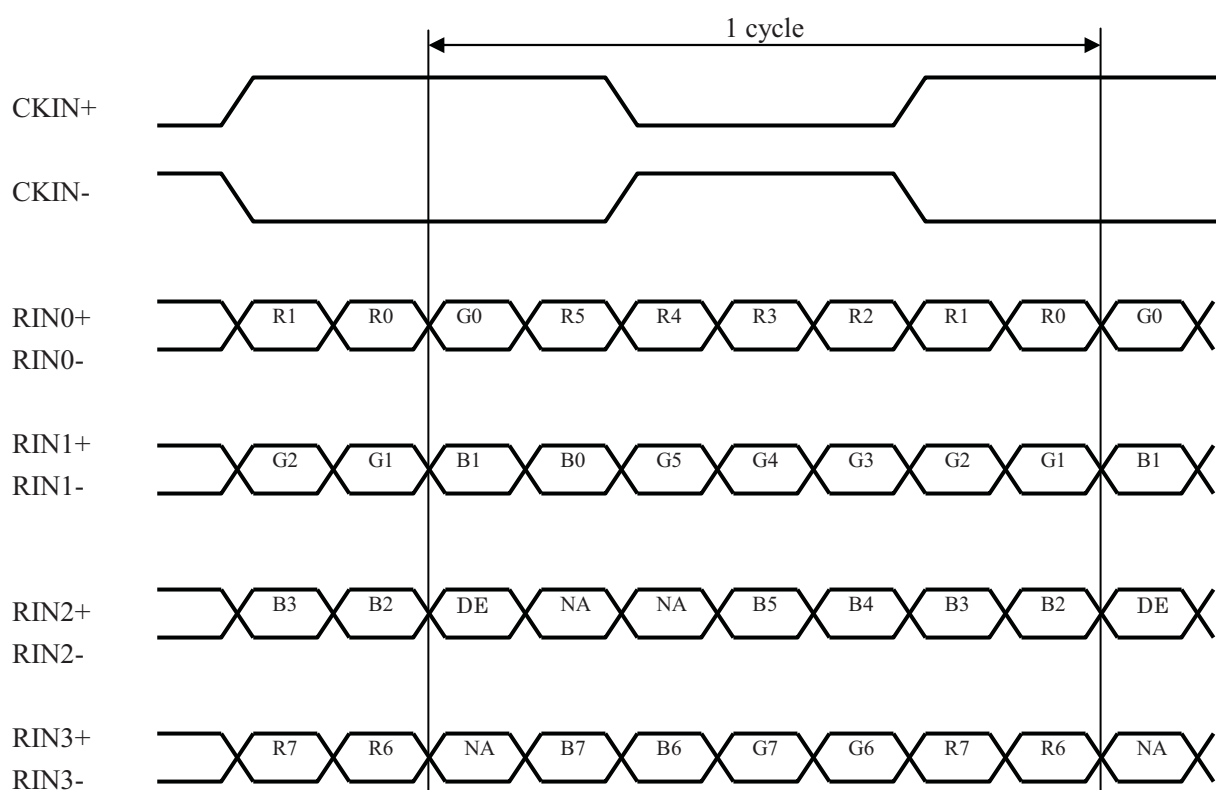 1 cycle
CKIN+
CKIN-
RIN0+ R1 R0 G0 R5 R4 R3 R2 R1 R0 G0
RIN0-
RIN1+ G2 G1 B1 B0 G5 G4 G3 G2 G1 B1
RIN1-
RIN2+ B3 B2 DE NA NA B5 B4 B3 B2 DE
RIN2-
RIN3+ R7 R6 NA B7 B6 G7 G6 R7 R6 NA
RIN3-